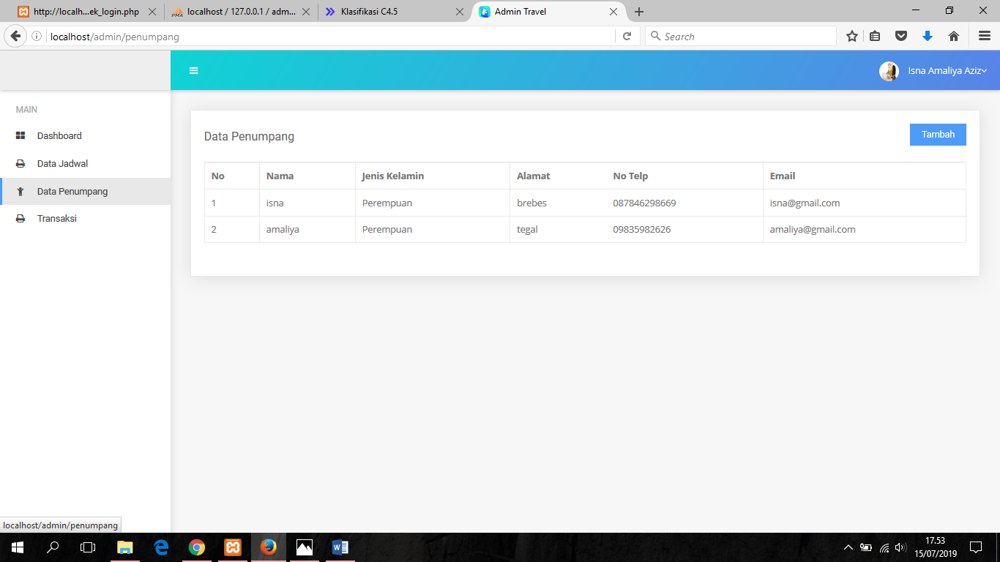 http://localh...ek_login.php
localhost / 127.0.0.1 / adm...
Klasifikasi C4.5
Admin Travel
localhost/admin/penumpang
Search
Isna Amaliya Aziz
MAIN
Dashboard
Data Jadwal
Data Penumpang
Transaksi
Data Penumpang
Tambah
No Nama Jenis Kelamin Alamat No Telp Email
1 isna Perempuan brebes 087846298669 isna@gmail.com
2 amaliya Perempuan tegal 09835982626 amaliya@gmail.com
localhost/admin/penumpang
17.53
15/07/2019